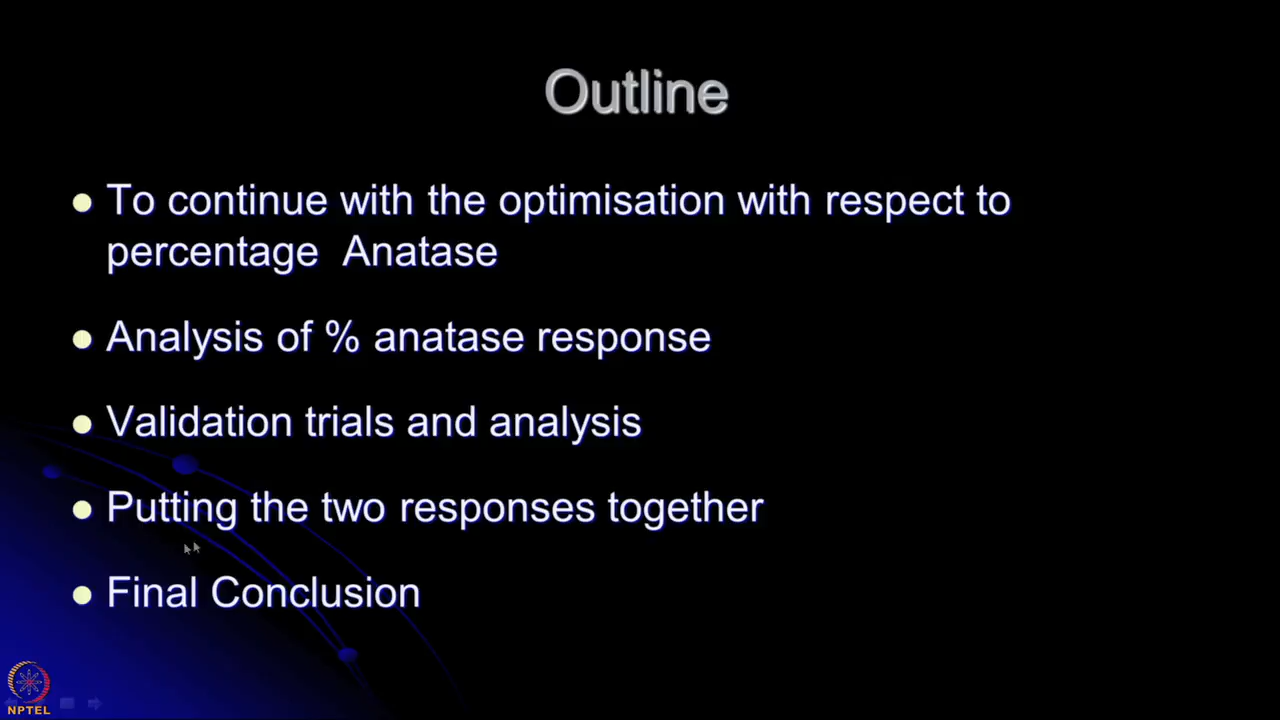 Outline
To continue with the optimisation with respect to
percentage Anatase
Analysis of % anatase response
Validation trials and analysis
Putting the two responses together
Final Conclusion
NPTEL